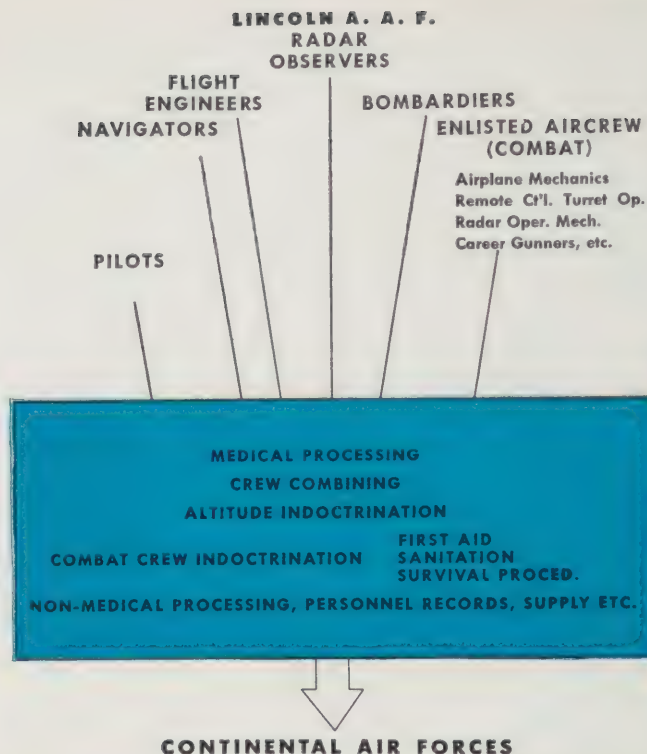 LINCOLN A. A. F.
RADAR
OBSERVERS
FLIGHT
ENGINEERS
NAVIGATORS
PILOTS
BOMBARDIERS
ENLISTED AIRCREW
(COMBAT)
Airplane Mechanics
Remote Ct'l. Turret Op.
Radar Oper. Mech.
Career Gunners, etc.
MEDICAL PROCESSING
CREW COMBINING
ALTITUDE INDOCTRINATION
COMBAT CREW INDOCTRINATION
FIRST AID
SANITATION
SURVIVAL PROCED.
NON-MEDICAL PROCESSING, PERSONNEL RECORDS, SUPPLY ETC.
CONTINENTAL AIR FORCES